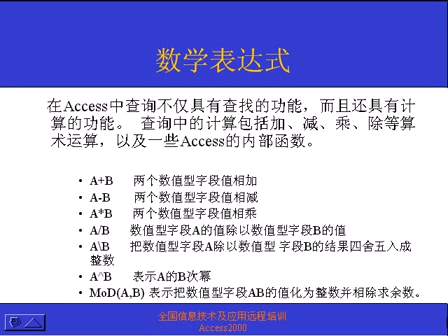 数学表达式
在Access中查询不仅具有查找的功能，而且还具有计
算的功能。 查询中的计算包括加、减、乘、除等算
术运算，以及一些Access的内部函数。
• A+B 两个数值型字段值相加
• A-B 两个数值型字段值相减
• A*B 两个数值型字段值相乘
• A/B 数值型字段A的值除以数值型字段B的值
• A\B 把数值型字段A除以数值型 字段B的结果四舍五入成
整数
• A^B 表示A的B次幂
• MoD(A,B) 表示把数值型字段AB的值化为整数并相除求余数。
全国信息技术及应用远程培训
Access2000